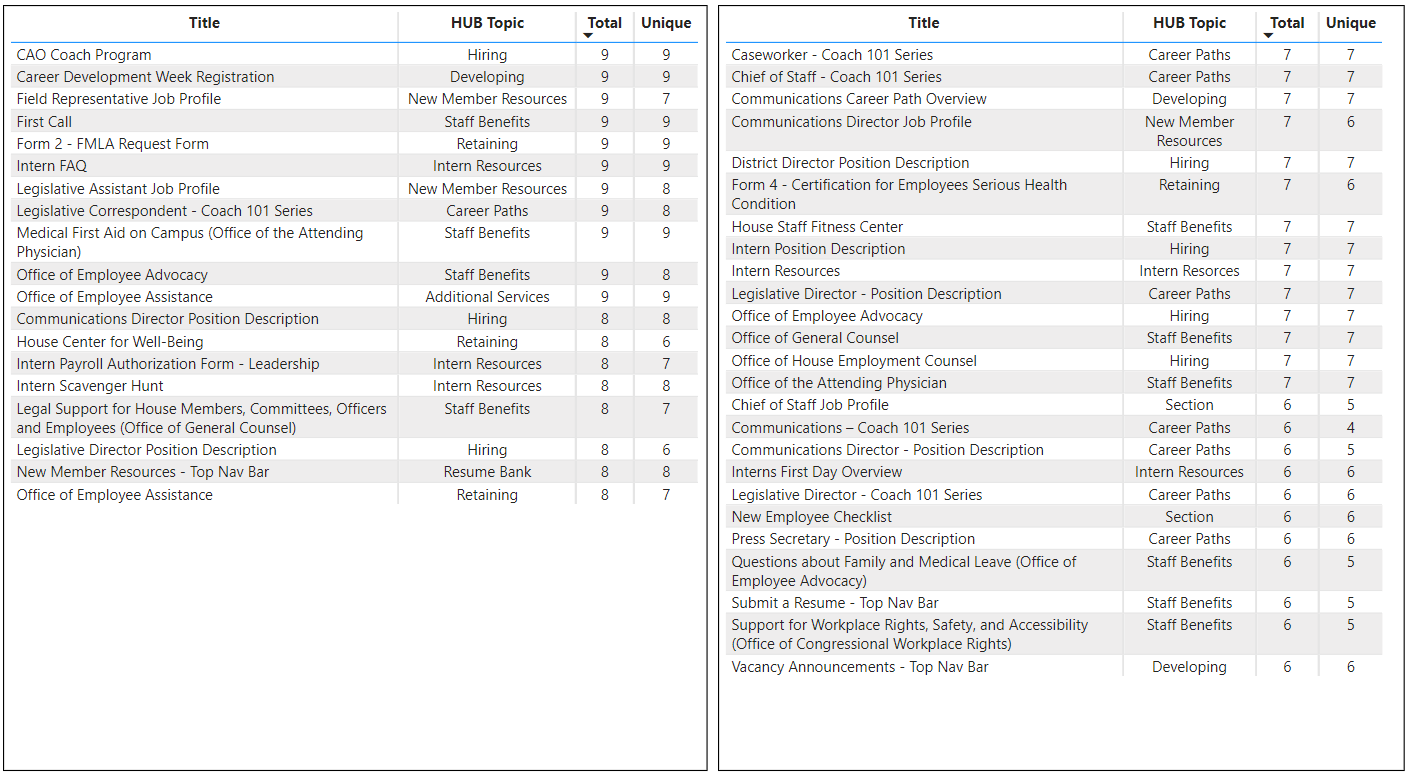 Title HUB Topic Total Unique
CAO Coach Program Hiring 9 9
Career Development Week Registration Developing 9 9
Field Representative Job Profile New Member Resources 9 7
First Call Staff Benefits 9 9
Form 2 - FMLA Request Form Retaining 9 9
Intern FAQ Intern Resources 9 9
Legislative Assistant Job Profile New Member Resources 9 8
Legislative Correspondent - Coach 101 Series Career Paths 9 8
Medical First Aid on Campus (Office of the Attending Staff Benefits 9 9
Physician)
Office of Employee Advocacy Staff Benefits 9 8
Office of Employee Assistance Additional Services 9 9
Communications Director Position Description Hiring 8 8
House Center for Well-Being Retaining 8 6
Intern Payroll Authorization Form - Leadership Intern Resources 8 7
Intern Scavenger Hunt Intern Resources 8 8
Legal Support for House Members, Committees, Officers Staff Benefits 8 7
and Employees (Office of General Counsel)
Legislative Director Position Description Hiring 8 6
New Member Resources - Top Nav Bar Resume Bank 8 8
Office of Employee Assistance Retaining 8 7
Title HUB Topic Total Unique
Caseworker - Coach 101 Series Career Paths 7 7
Chief of Staff - Coach 101 Series Career Paths 7 7
Communications Career Path Overview Developing 7 7
Communications Director Job Profile New Member 7 6
Resources
District Director Position Description Hiring 7 7
Form 4 - Certification for Employees Serious Health Retaining 7 6
Condition
House Staff Fitness Center Staff Benefits 7 7
Intern Position Description Hiring 7 7
Intern Resources Intern Resorces 7 7
Legislative Director - Position Description Career Paths 7 7
Office of Employee Advocacy Hiring 7 7
Office of General Counsel Staff Benefits 7 7
Office of House Employment Counsel Hiring 7 7
Office of the Attending Physician Staff Benefits 7 7
Chief of Staff Job Profile Section 6 5
Communications – Coach 101 Series Career Paths 6 4
Communications Director - Position Description Career Paths 6 5
Interns First Day Overview Intern Resources 6 6
Legislative Director - Coach 101 Series Career Paths 6 6
New Employee Checklist Section 6 6
Press Secretary - Position Description Career Paths 6 6
Questions about Family and Medical Leave (Office of Staff Benefits 6 5
Employee Advocacy)
Submit a Resume - Top Nav Bar Staff Benefits 6 5
Support for Workplace Rights, Safety, and Accessibility Staff Benefits 6 5
(Office of Congressional Workplace Rights)
Vacancy Announcements - Top Nav Bar Developing 6 6